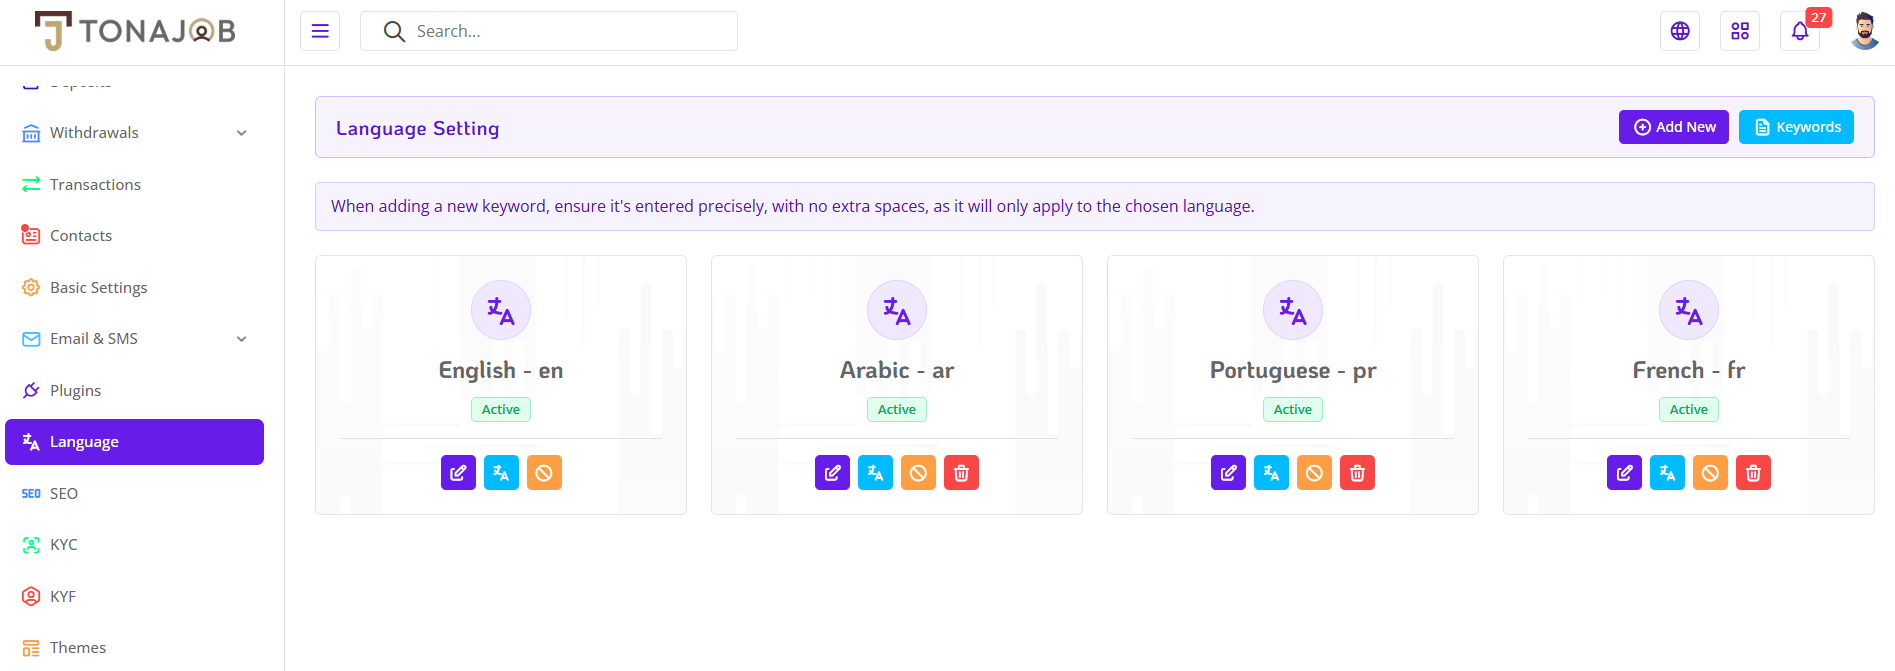 TONAJOB
Search...
27
Deposits
Withdrawals
Transactions
Contacts
Basic Settings
Email & SMS
Plugins
Language
SEO SEO
KYC
KYF
Themes
Language Setting
Add New
Keywords
When adding a new keyword, ensure it's entered precisely, with no extra spaces, as it will only apply to the chosen language.
English - en
Active
Arabic - ar
Active
Portuguese - pr
Active
French - fr
Active